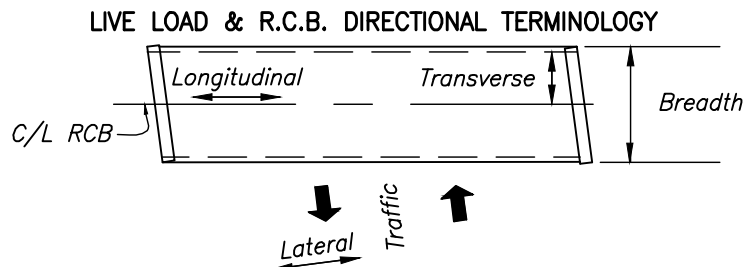 LIVE LOAD & R.C.B. DIRECTIONAL TERMINOLOGY
Longitudinal
Transverse
Breadth
C/L RCB
Traffic
Lateral